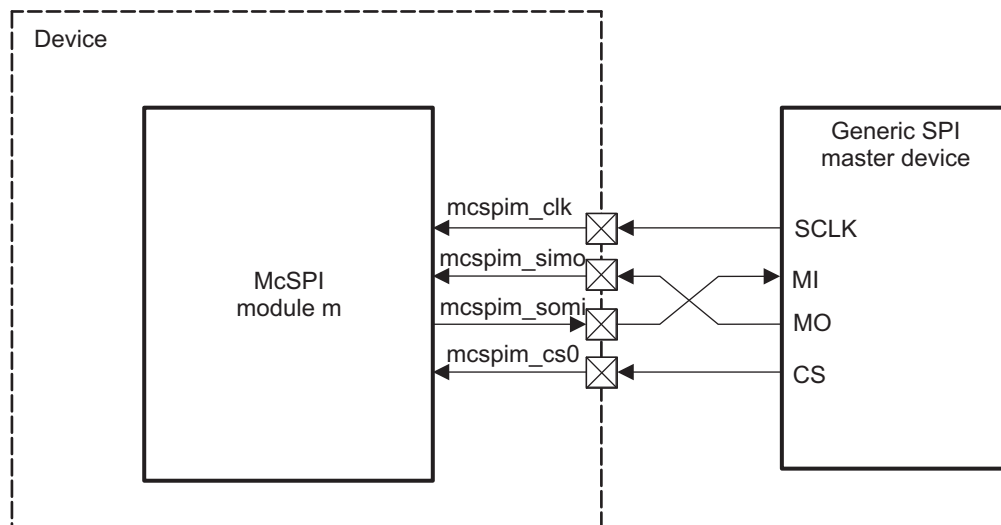 Device
Generic SPI
master device
mcspim_clk
SCLK
mcspim_simo
MI
McSPI
module m
mcspim_somi
MO
mcspim_cs0
CS